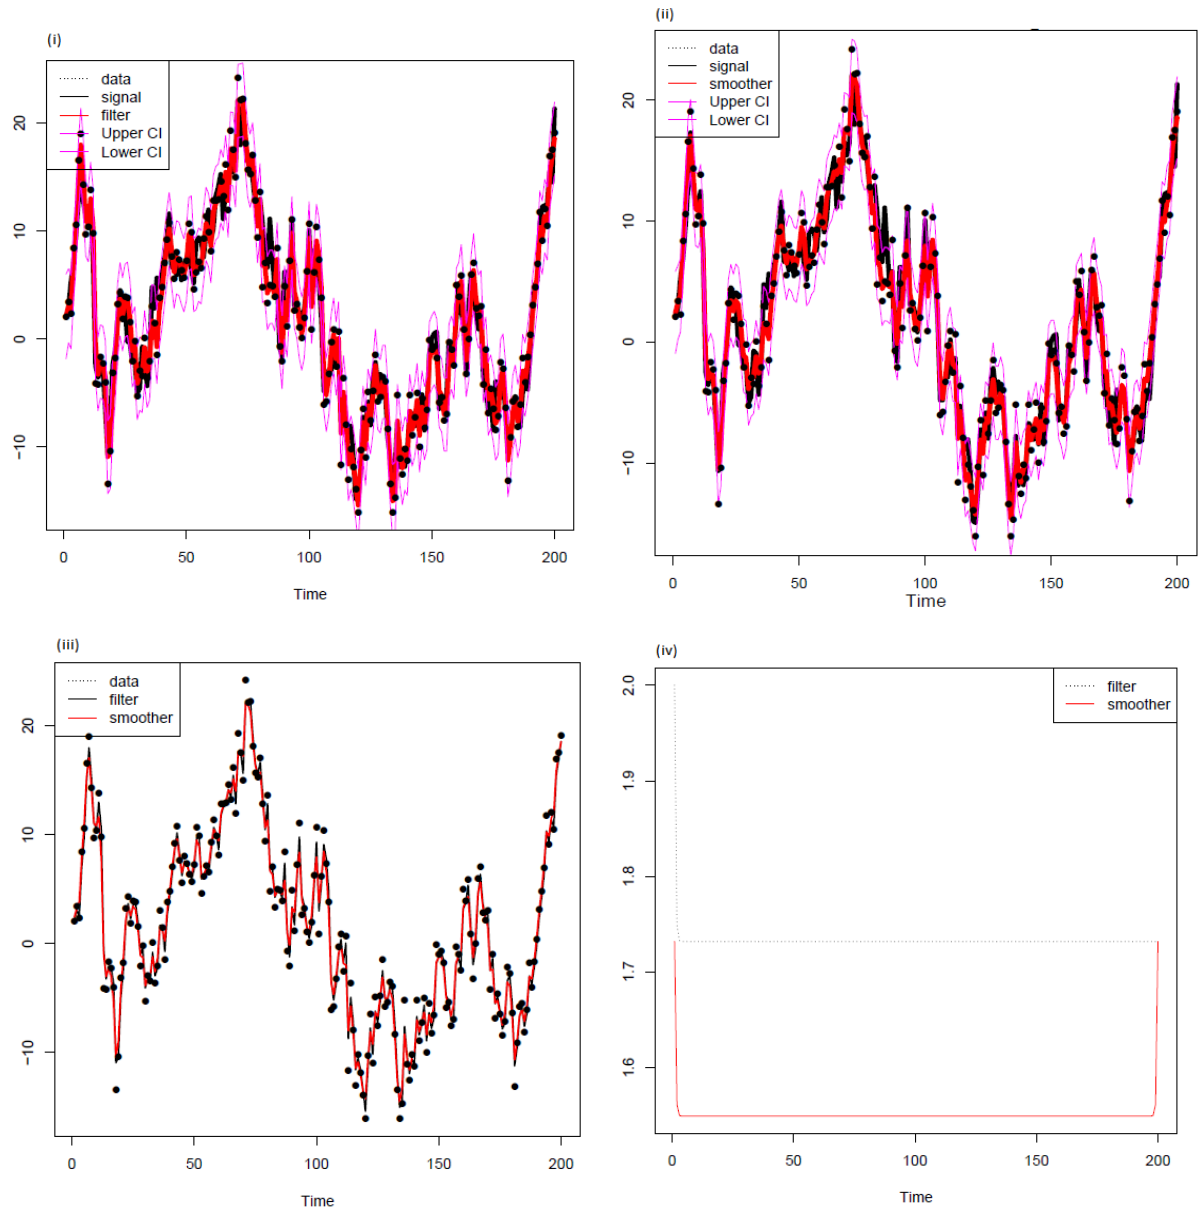 (i)
data
signal
filter
Upper CI
Lower CI
20
10
0
−10
0
50
100
150
200
Time
(ii)
data
signal
smoother
Upper CI
Lower CI
20
10
0
−10
0
50
100
150
200
Time
(iii)
data
filter
smoother
20
10
0
−10
0
50
100
150
200
Time
(iv)
filter
smoother
2.0
1.9
1.8
1.7
1.6
0
50
100
150
200
Time